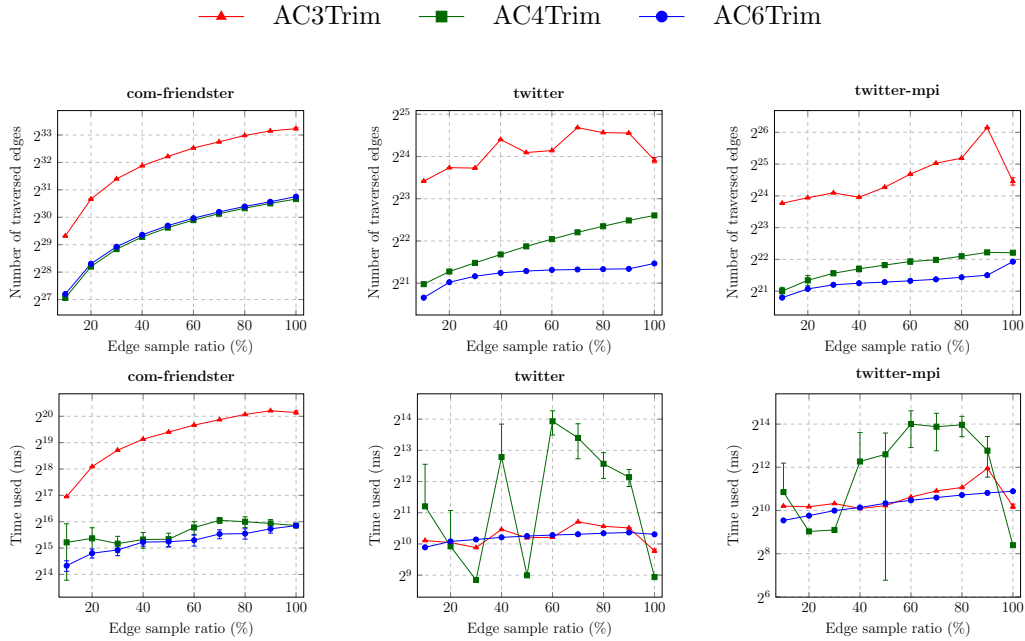 AC3Trim AC4Trim AC6Trim
com-friendster
Number of traversed edges
2^33
2^32
2^31
2^30
2^29
2^28
2^27
20 40 60 80 100
Edge sample ratio (%)
twitter
Number of traversed edges
2^25
2^24
2^22
2^21
20 40 60 80 100
Edge sample ratio (%)
twitter-mpi
Number of traversed edges
2^26
2^25
2^24
2^22
2^21
20 40 60 80 100
Edge sample ratio (%)
com-friendster
Time used (ms)
2^20
2^19
2^18
2^17
2^16
2^15
2^14
20 40 60 80 100
Edge sample ratio (%)
twitter
Time used (ms)
2^14
2^13
2^12
2^10
2^9
20 40 60 80 100
Edge sample ratio (%)
twitter-mpi
Time used (ms)
2^14
2^12
2^10
2^8
2^6
20 40 60 80 100
Edge sample ratio (%)